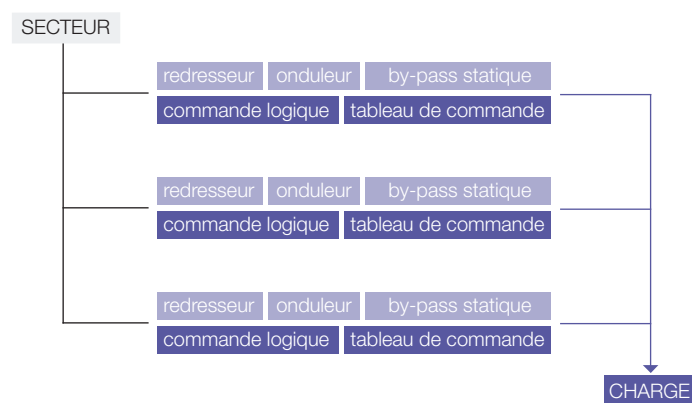 SECTEUR
redresseur onduleur by-pass statique
commande logique tableau de commande
redresseur onduleur by-pass statique
commande logique tableau de commande
redresseur onduleur by-pass statique
commande logique tableau de commande
CHARGE